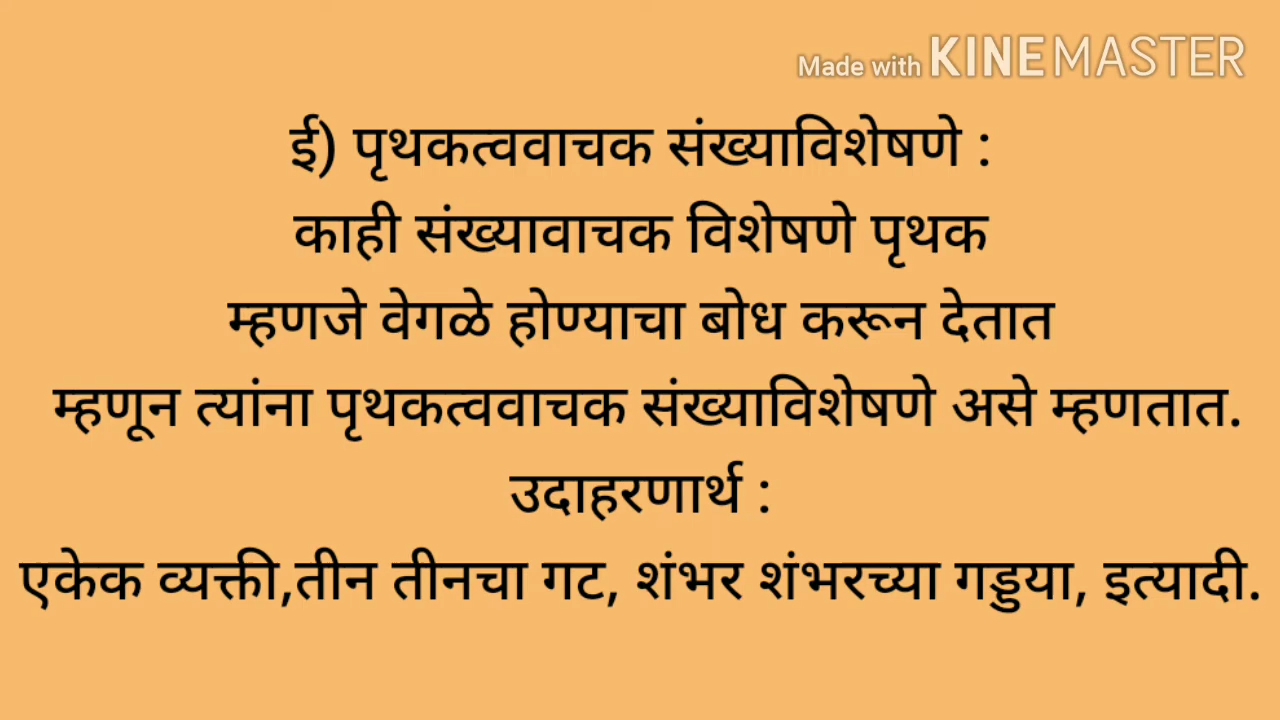 Made with KINEMASTER
ई) पृथकत्ववाचक संख्याविशेषणे :
काही संख्यावाचक विशेषणे पृथक
म्हणजे वेगळे होण्याचा बोध करून देतात
म्हणून त्यांना पृथकत्ववाचक संख्याविशेषणे असे म्हणतात.
उदाहरणार्थ :
एकेक व्यक्ती,तीन तीनचा गट, शंभर शंभरच्या गड्डया, इत्यादी.